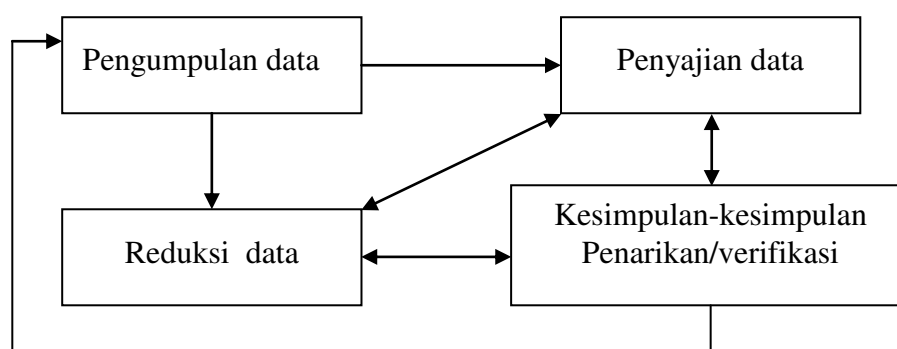 Pengumpulan data
Penyajian data
Reduksi data
Kesimpulan-kesimpulan
Penarikan/verifikasi